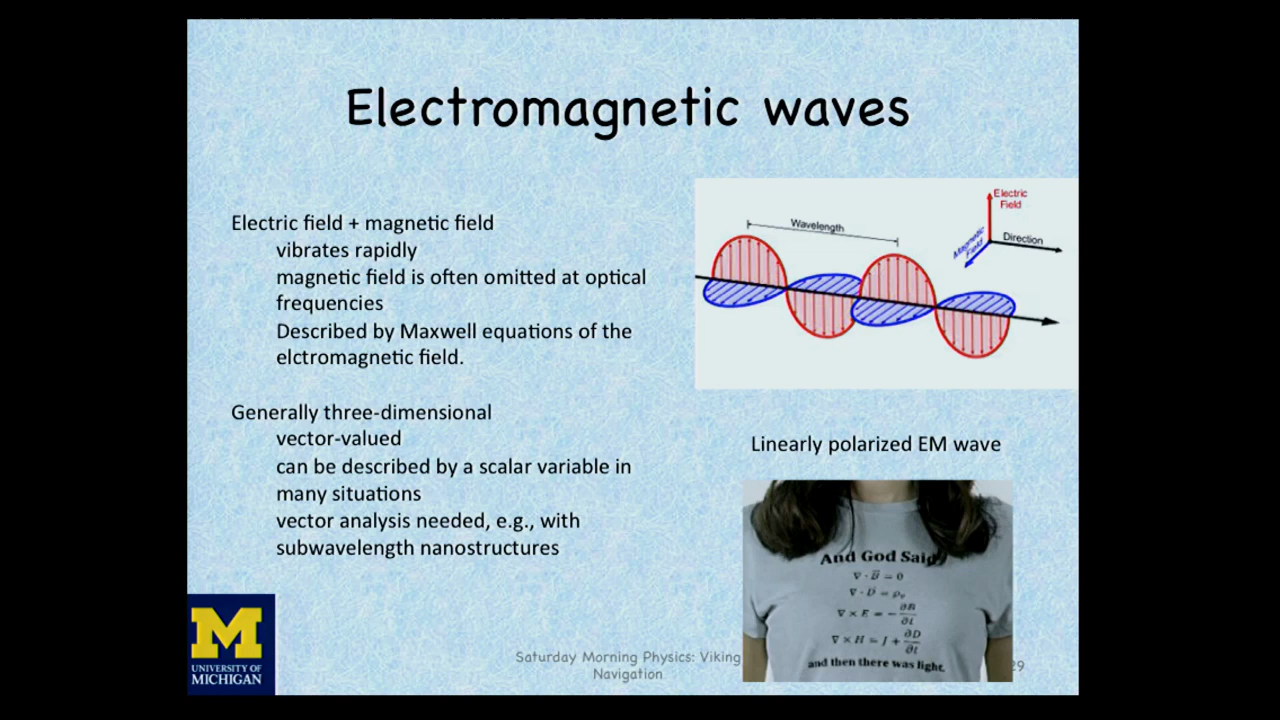 Electromagnetic waves
Electric field + magnetic field
vibrates rapidly
magnetic field is often omitted at optical
frequencies
Described by Maxwell equations of the
elctromagnetic field.
Generally three-dimensional
vector-valued
can be described by a scalar variable in
many situations
vector analysis needed, e.g., with
subwavelength nanostructures
Wavelength
Electric
Field
Magnetic
Field
Direction
Linearly polarized EM wave
And God Said
∇ · B̅ = 0
∇ · D̅ = ρᵥ
∇ × E = −∂B/∂t
∇ × H = J + ∂D/∂t
and then there was light.
M
UNIVERSITY OF
MICHIGAN
Saturday Morning Physics: Viking
Navigation
29